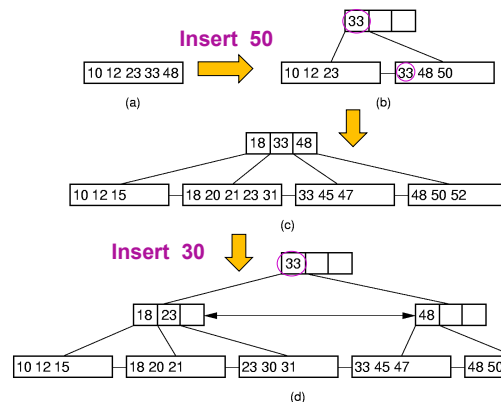 33
Insert 50
10 12 23 33 48
10 12 23
33 48 50
(a)
(b)
18 33 48
10 12 15
18 20 21 23 31
33 45 47
48 50 52
(c)
Insert 30
33
18 23
48
10 12 15
18 20 21
23 30 31
33 45 47
48 50
(d)